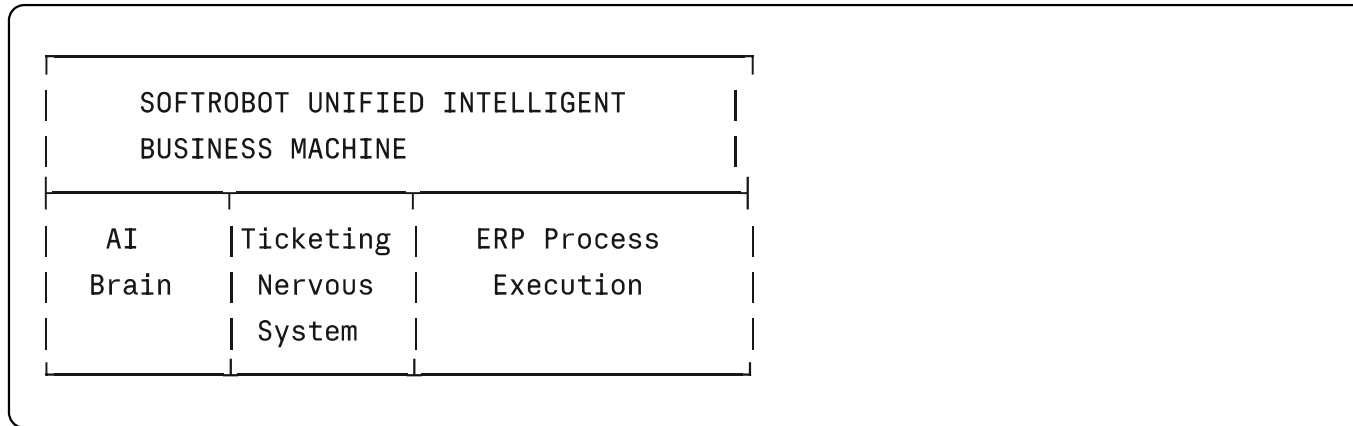 SOFTROBOT UNIFIED INTELLIGENT
BUSINESS MACHINE
AI
Brain
Ticketing
Nervous
System
ERP Process
Execution